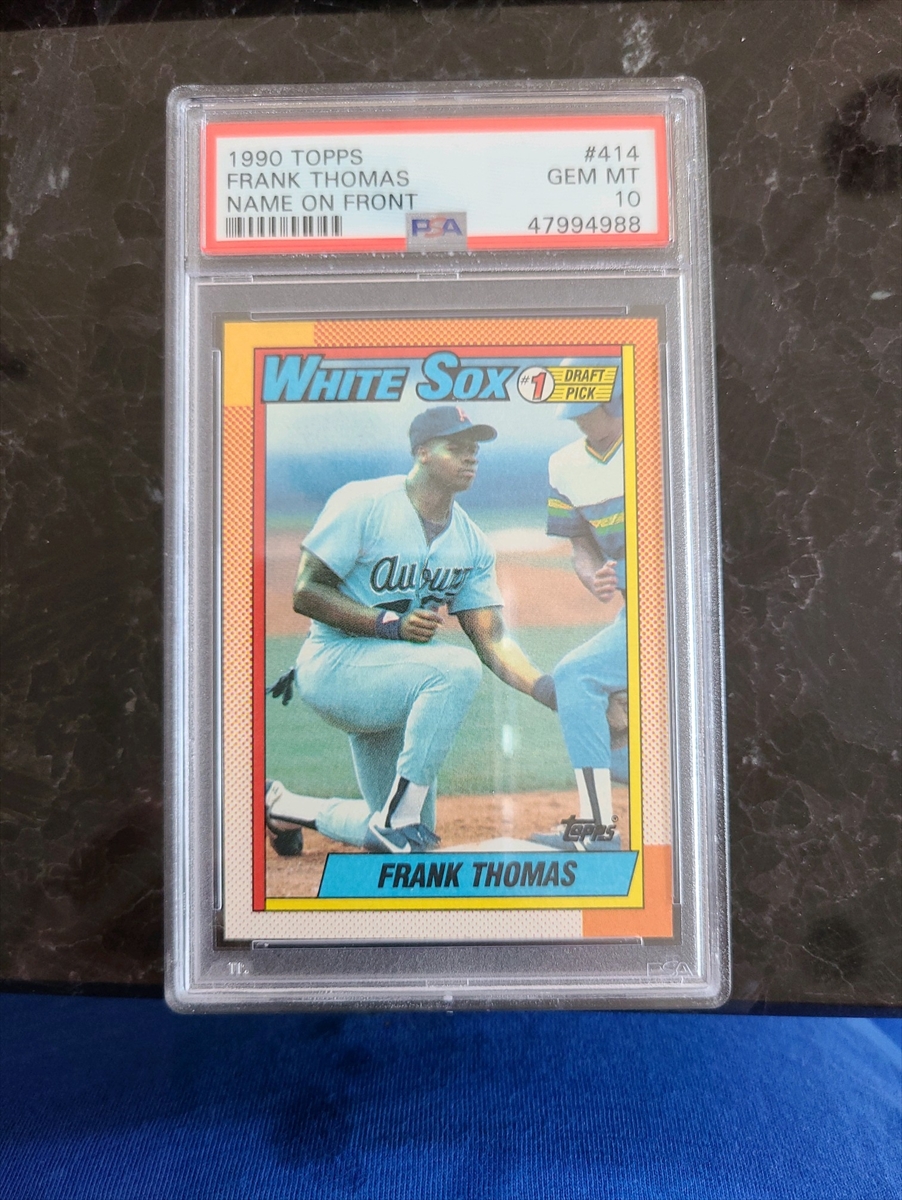 1990 TOPPS
#414
FRANK THOMAS
GEM MT
NAME ON FRONT
10
PSA
47994988
WHITE SOX
#1 DRAFT PICK
A
Auburn
TOPPS
FRANK THOMAS
PSA